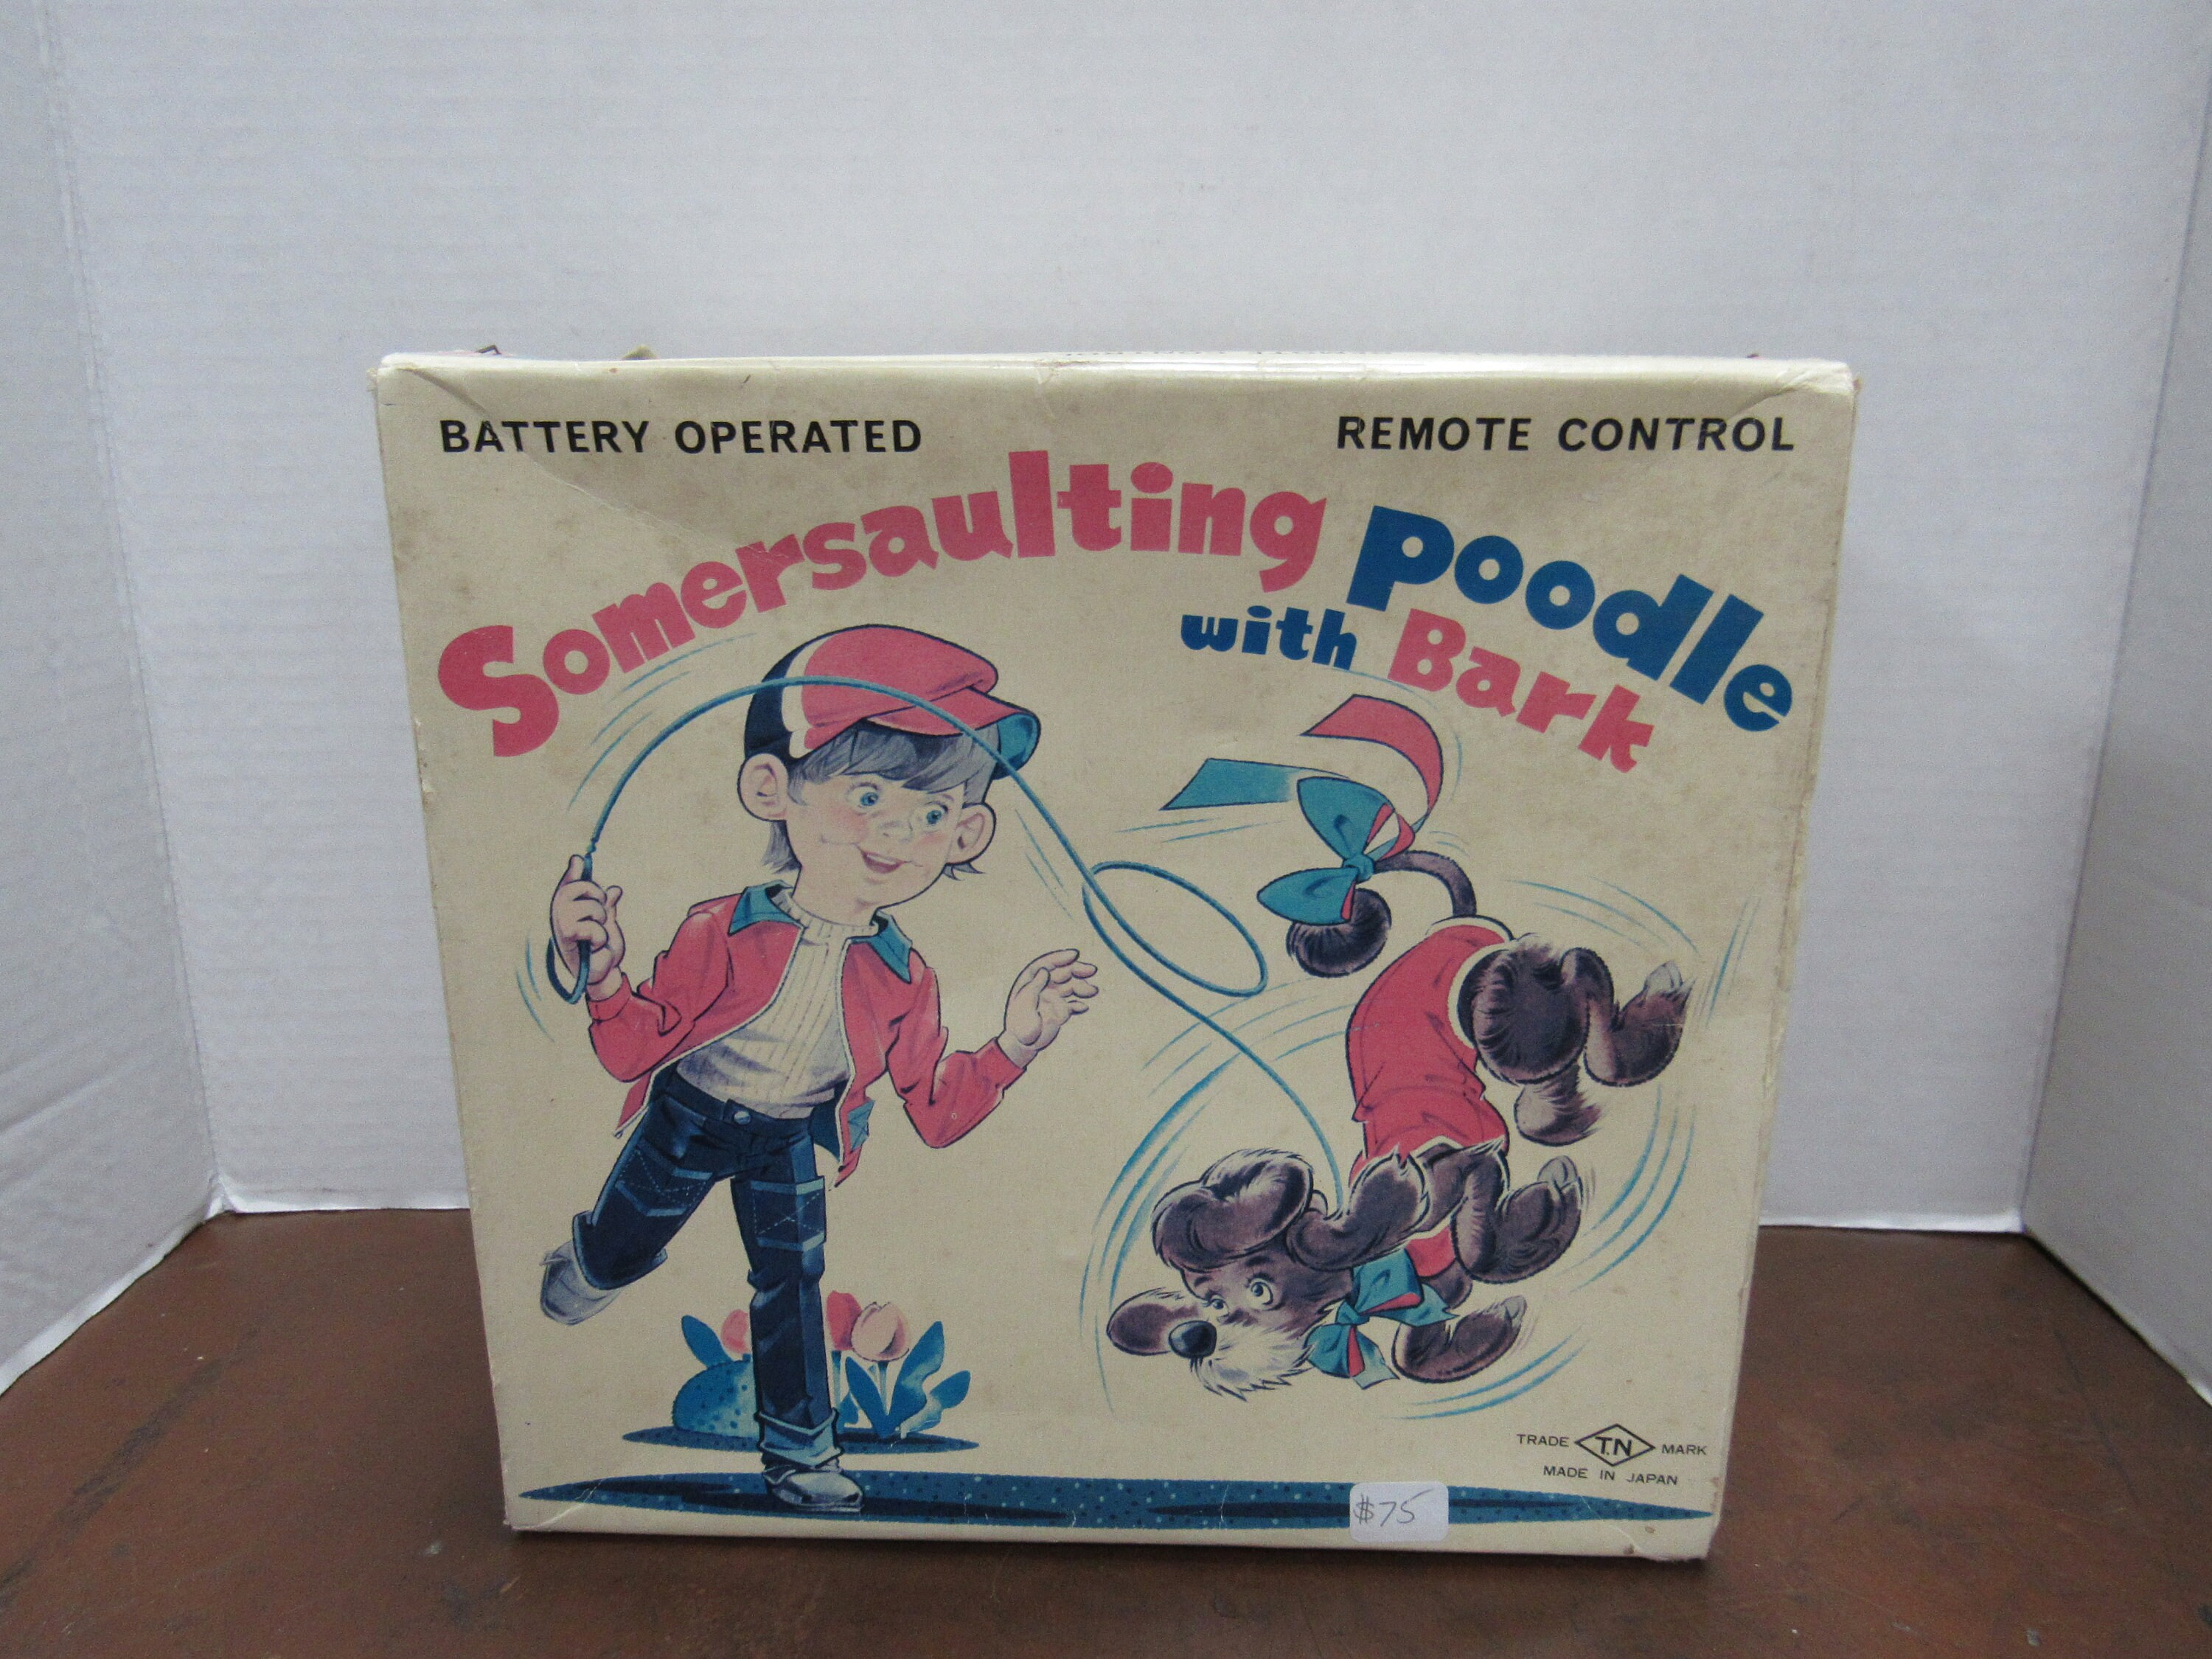 BATTERY OPERATED
REMOTE CONTROL
Somersaulting Poodle
with Bark
TRADE T.N MARK
MADE IN JAPAN
$75